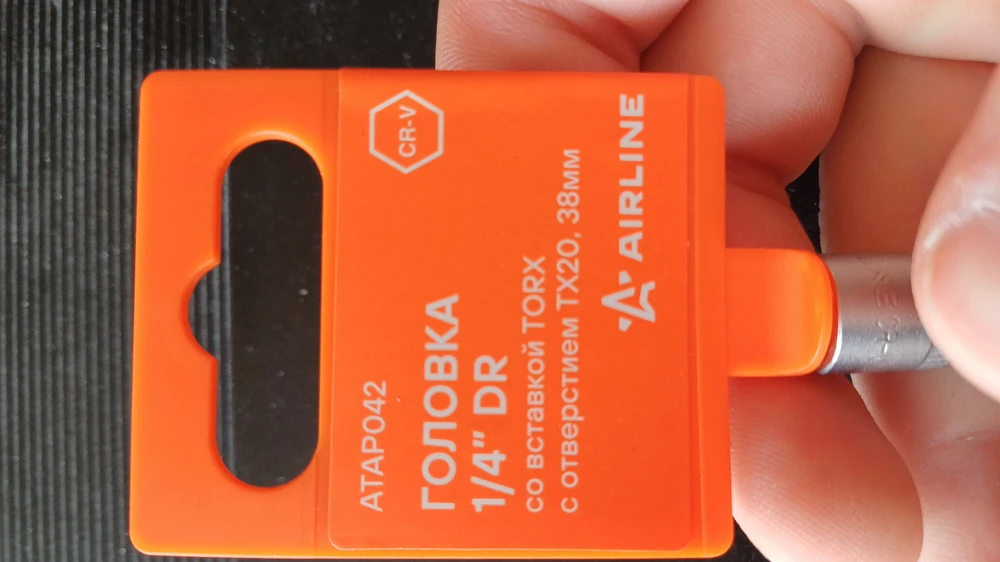 ATAP042
CR-V
ГОЛОВКА
1/4" DR
СО ВСТАВКОЙ TORX
С ОТВЕРСТИЕМ TX20, 38ММ
AIRLINE